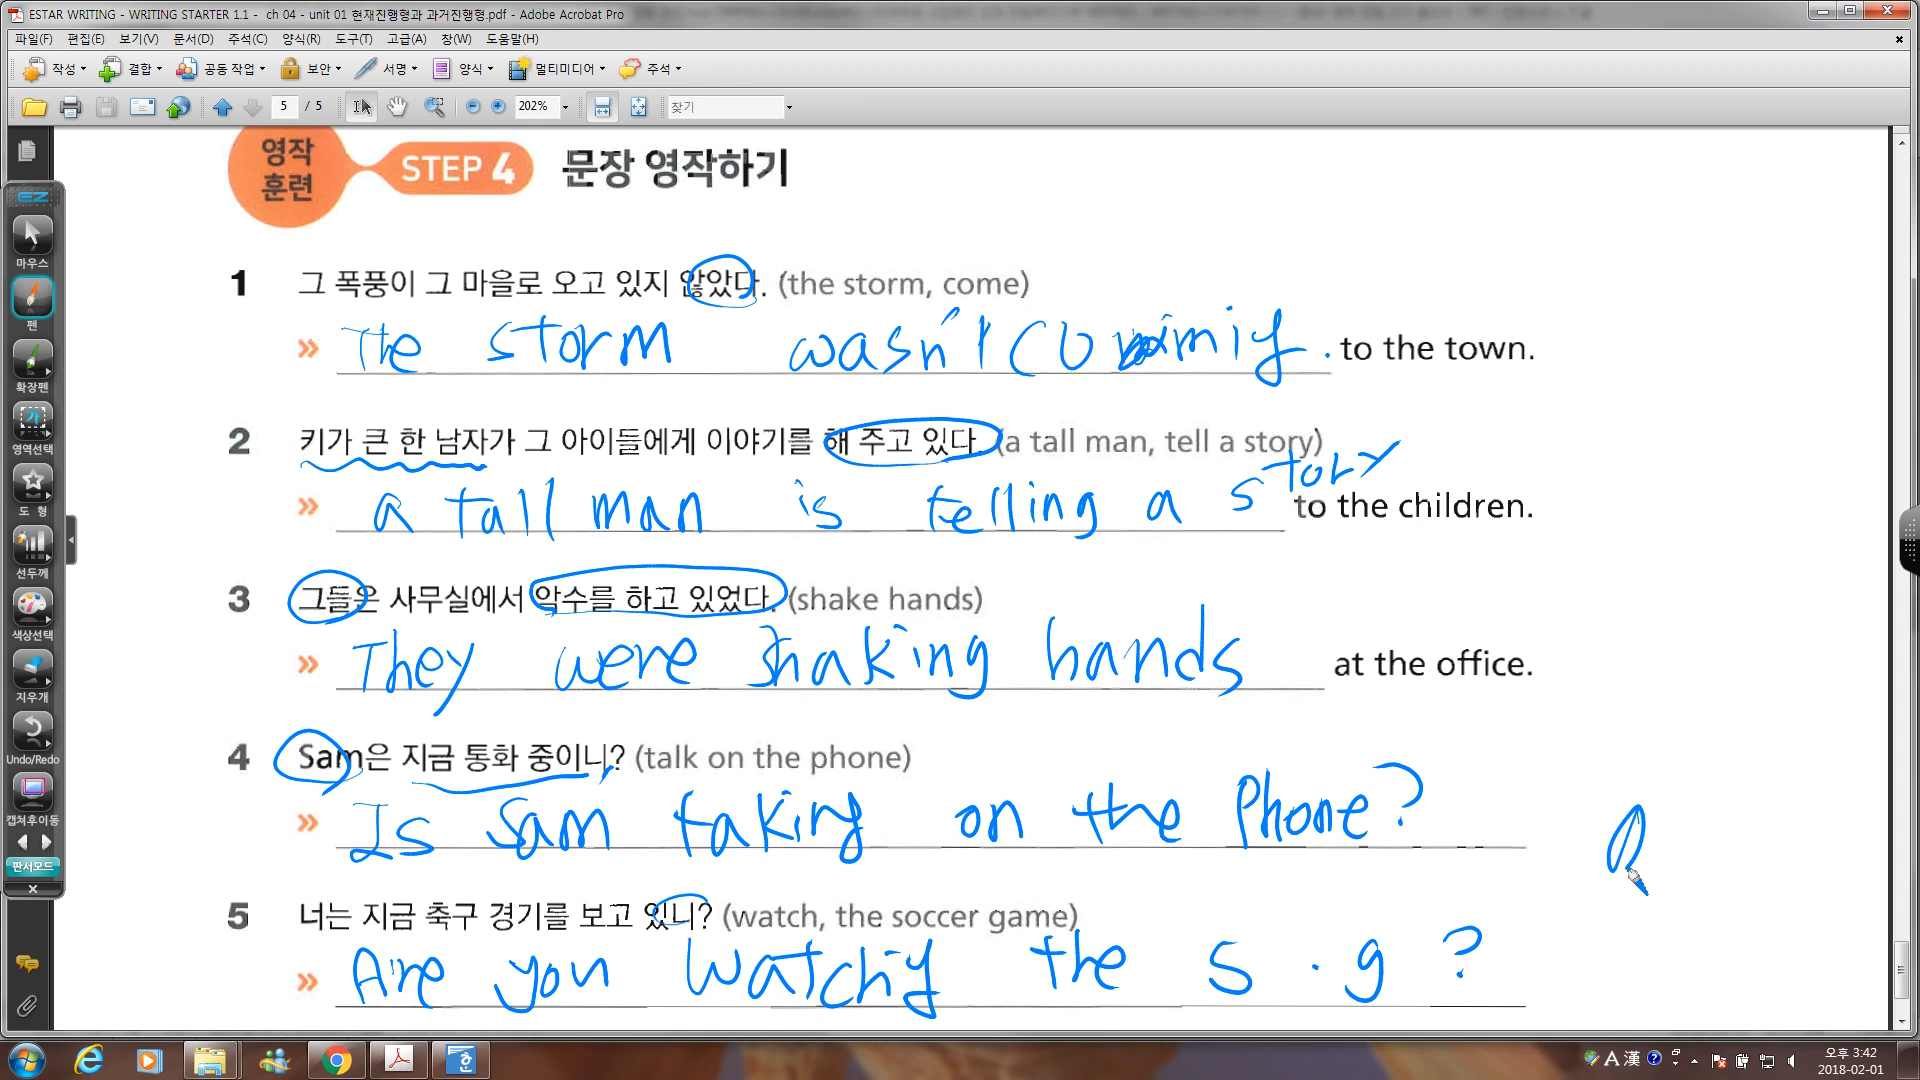 ESTAR WRITING - WRITING STARTER 1.1 - ch 04 - unit 01 현재진행형과 과거진행형.pdf - Adobe Acrobat Pro
파일(F) 편집(E) 보기(V) 문서(D) 주석(C) 양식(R) 도구(T) 고급(A) 창(W) 도움말(H)
작성 결합 공동 작업 보안 서명 양식 멀티미디어 주석
5 / 5 202% 찾기
영작
훈련
STEP 4 문장 영작하기
1 그 폭풍이 그 마을로 오고 있지 않았다. (the storm, come)
» The storm wasn't to the town.
2 키가 큰 한 남자가 그 아이들에게 이야기를 해 주고 있다. (a tall man, tell a story)
» a tall man is telling a story to the children.
3 그들은 사무실에서 악수를 하고 있었다. (shake hands)
» They were shaking hands at the office.
4 Sam은 지금 통화 중이니? (talk on the phone)
» Is Sam taking on the phone?
5 너는 지금 축구 경기를 보고 있니? (watch, the soccer game)
» Are you watching the s . g ?
EZ
마우스
펜
확장펜
영역선택
도 형
선두께
색상선택
지우개
Undo/Redo
캡쳐후이동
판서모드
A 漢
오후 3:42
2018-02-01